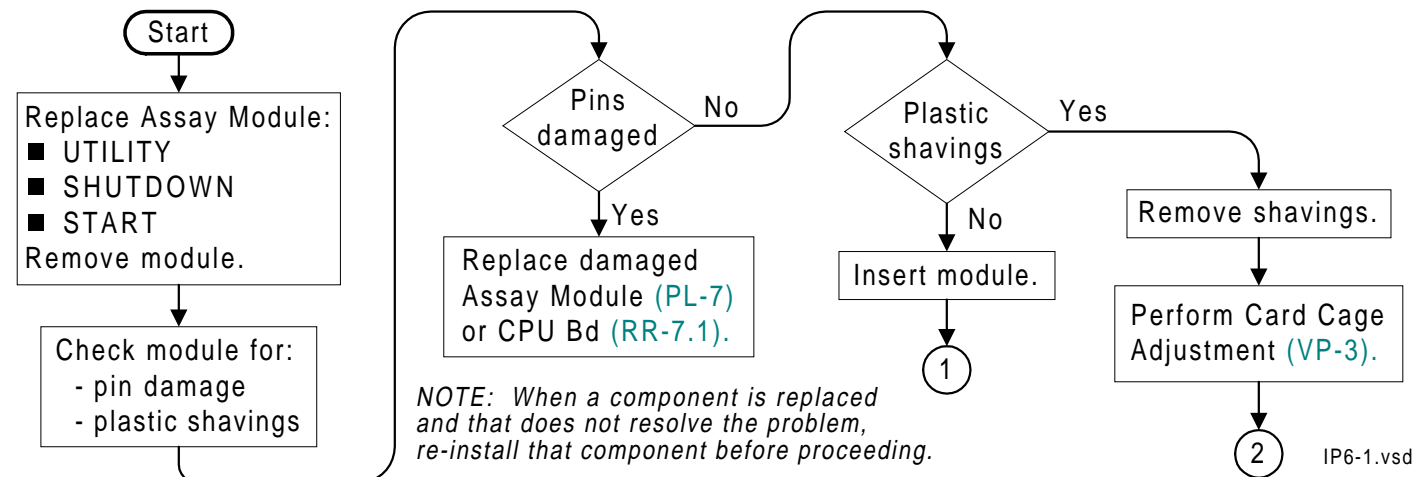 Start
Replace Assay Module:
■ UTILITY
■ SHUTDOWN
■ START
Remove module.
Check module for:
- pin damage
- plastic shavings
Pins
damaged
No
Yes
Replace damaged
Assay Module (PL-7)
or CPU Bd (RR-7.1).
Plastic
shavings
Yes
No
Insert module.
1
Remove shavings.
Perform Card Cage
Adjustment (VP-3).
2
NOTE: When a component is replaced
and that does not resolve the problem,
re-install that component before proceeding.
IP6-1.vsd